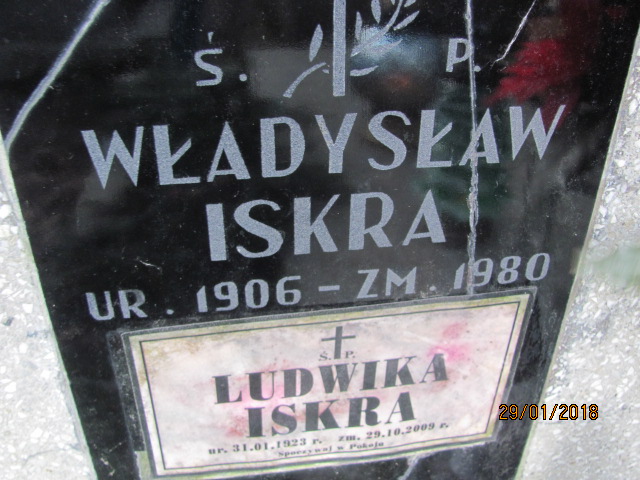 Ś. P.
WŁADYSŁAW
ISKRA
UR. 1906 - ZM. 1980
Ś. P.
LUDWIKA
ISKRA
ur. 31.01.1923 r. zm. 29.10.2009 r.
Spoczywaj w Pokoju
29/01/2018